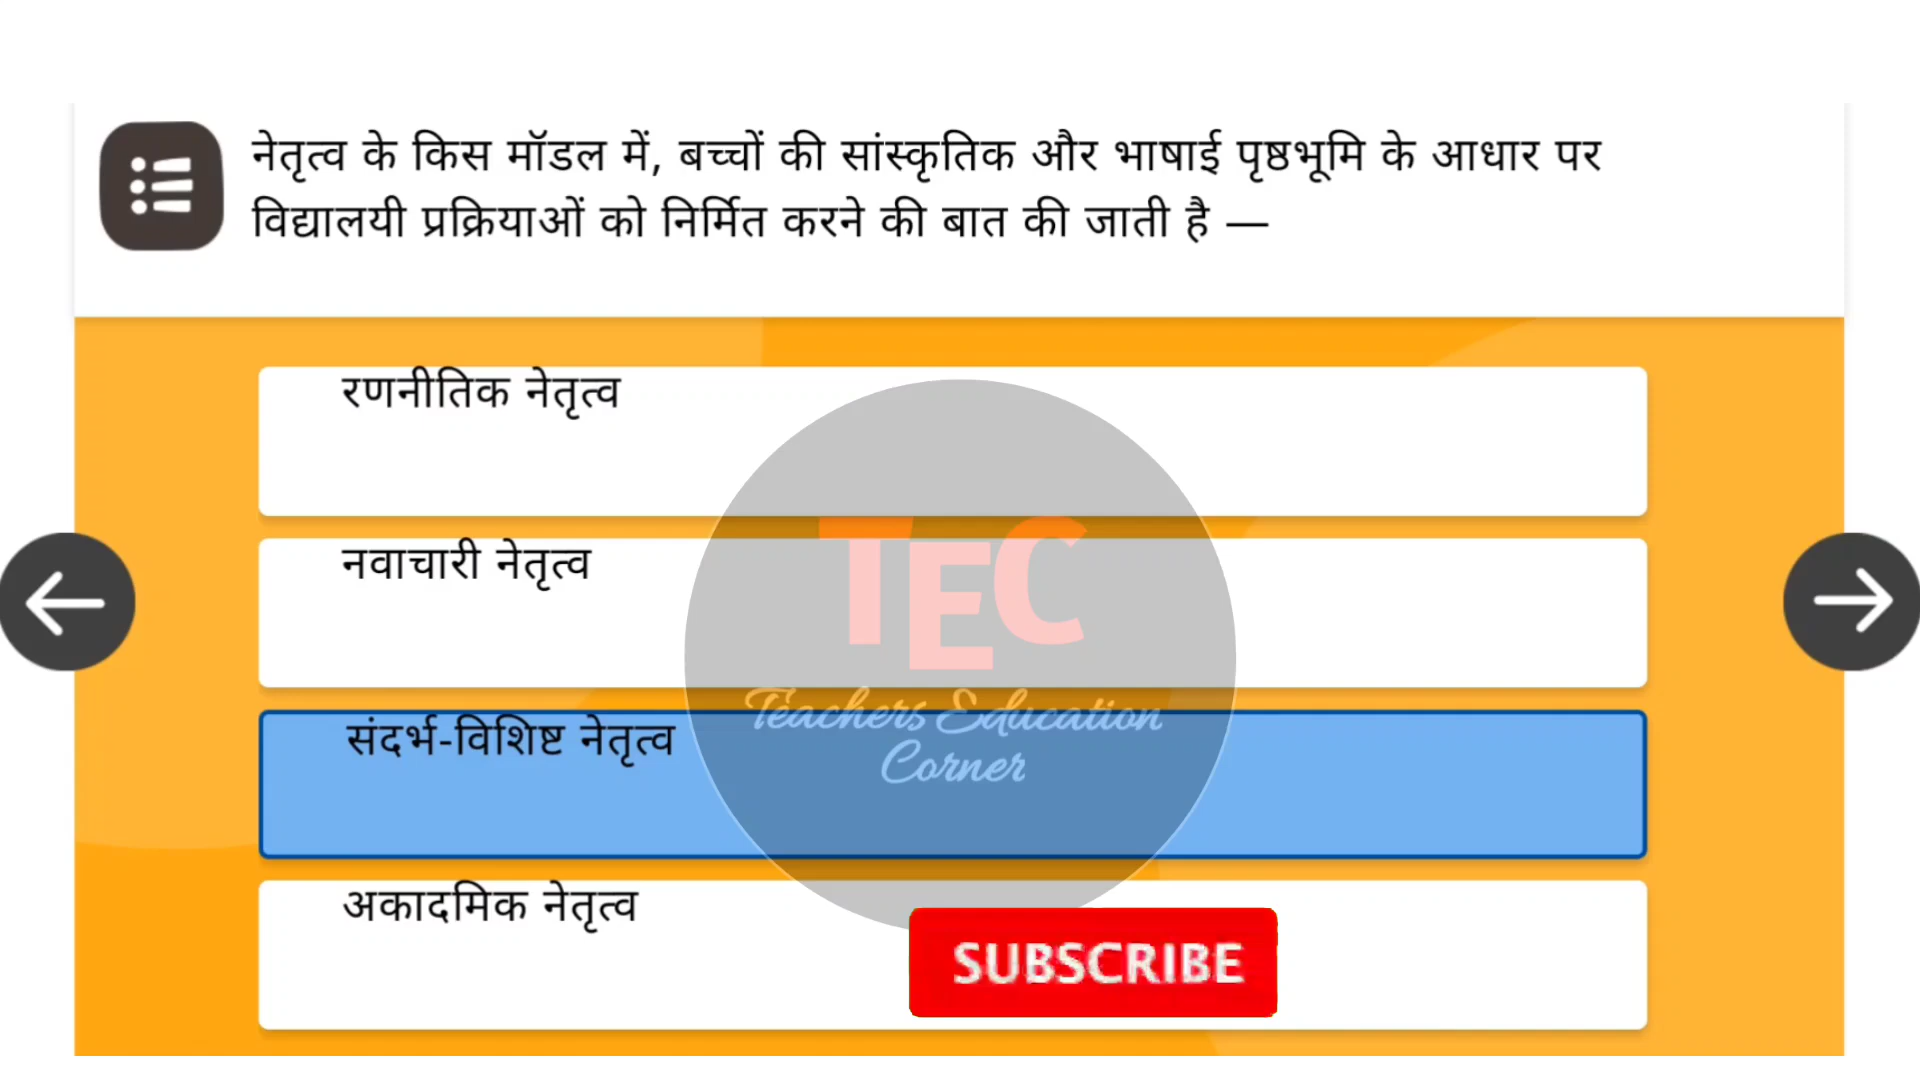 नेतृत्व के किस मॉडल में, बच्चों की सांस्कृतिक और भाषाई पृष्ठभूमि के आधार पर
विद्यालयी प्रक्रियाओं को निर्मित करने की बात की जाती है —
रणनीतिक नेतृत्व
नवाचारी नेतृत्व
TEC
Teachers Education
Corner
संदर्भ-विशिष्ट नेतृत्व
अकादमिक नेतृत्व
SUBSCRIBE